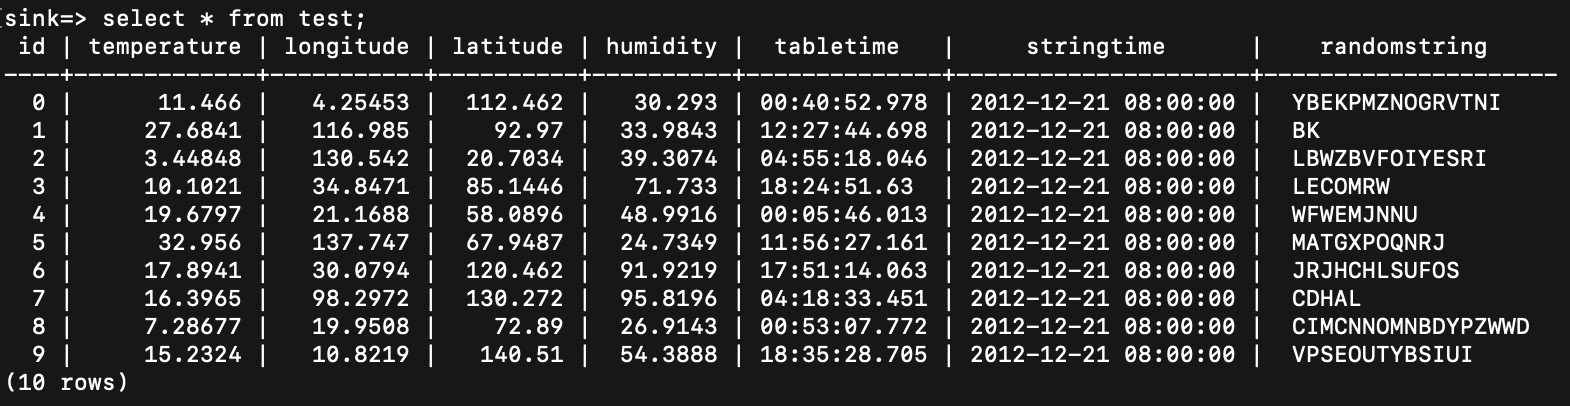 sink=> select * from test;
 id | temperature | longitude | latitude | humidity |  tabletime   |     stringtime      |    randomstring
----+-------------+-----------+----------+----------+--------------+---------------------+---------------------
  0 |      11.466 |   4.25453 |  112.462 |   30.293 | 00:40:52.978 | 2012-12-21 08:00:00 |  YBEKPMZNOGRVTNI
  1 |     27.6841 |   116.985 |    92.97 |  33.9843 | 12:27:44.698 | 2012-12-21 08:00:00 |  BK
  2 |     3.44848 |   130.542 |  20.7034 |  39.3074 | 04:55:18.046 | 2012-12-21 08:00:00 |  LBWZBVFOIYESRI
  3 |     10.1021 |   34.8471 |  85.1446 |   71.733 | 18:24:51.63  | 2012-12-21 08:00:00 |  LECOMRW
  4 |     19.6797 |   21.1688 |  58.0896 |  48.9916 | 00:05:46.013 | 2012-12-21 08:00:00 |  WFWEMJNNU
  5 |      32.956 |   137.747 |  67.9487 |  24.7349 | 11:56:27.161 | 2012-12-21 08:00:00 |  MATGXPOQNRJ
  6 |     17.8941 |   30.0794 |  120.462 |  91.9219 | 17:51:14.063 | 2012-12-21 08:00:00 |  JRJHCHLSUFOS
  7 |     16.3965 |   98.2972 |  130.272 |  95.8196 | 04:18:33.451 | 2012-12-21 08:00:00 |  CDHAL
  8 |     7.28677 |   19.9508 |    72.89 |  26.9143 | 00:53:07.772 | 2012-12-21 08:00:00 |  CIMCNNOMNBDYPZWWD
  9 |     15.2324 |   10.8219 |   140.51 |  54.3888 | 18:35:28.705 | 2012-12-21 08:00:00 |  VPSEOUTYBSIUI
(10 rows)